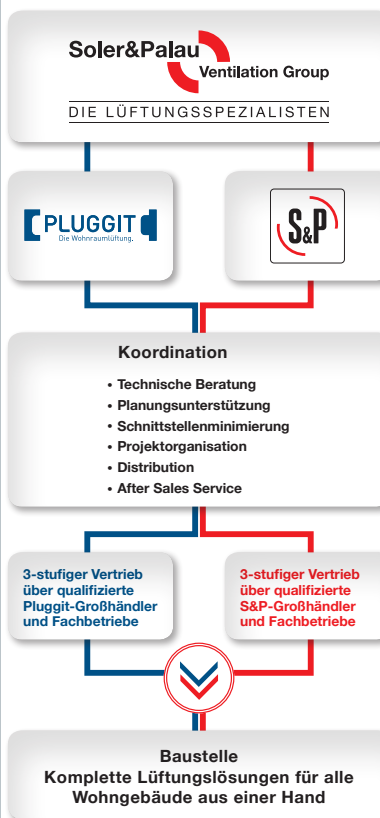 Soler&Palau
Ventilation Group
DIE LÜFTUNGSSPEZIALISTEN
PLUGGIT
Die Wohnraumlüftung.
S&P
Koordination
• Technische Beratung
• Planungsunterstützung
• Schnittstellenminimierung
• Projektorganisation
• Distribution
• After Sales Service
3-stufiger Vertrieb
über qualifizierte
Pluggit-Großhändler
und Fachbetriebe
3-stufiger Vertrieb
über qualifizierte
S&P-Großhändler
und Fachbetriebe
Baustelle
Komplette Lüftungslösungen für alle
Wohngebäude aus einer Hand